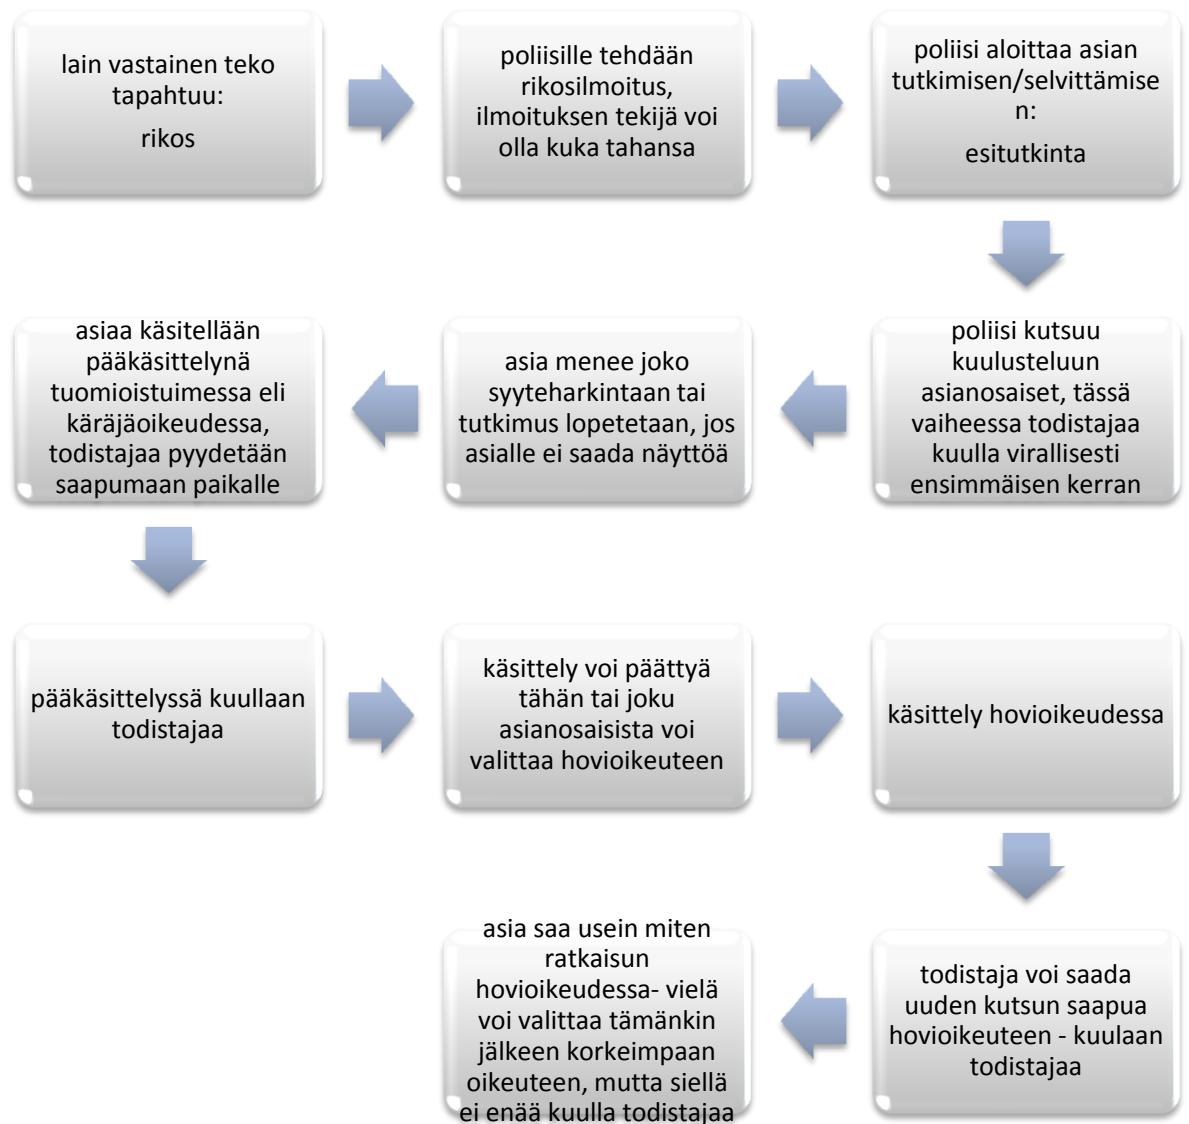 lain vastainen teko
tapahtuu:
rikos
poliisille tehdään
rikosilmoitus,
ilmoituksen tekijä voi
olla kuka tahansa
poliisi aloittaa asian
tutkimisen/selvittämise
n:
esitutkinta
poliisi kutsuu
kuulusteluun
asianosaiset, tässä
vaiheessa todistajaa
kuulla virallisesti
ensimmäisen kerran
asia menee joko
syyteharkintaan tai
tutkimus lopetetaan, jos
asialle ei saada näyttöä
asiaa käsitellään
pääkäsittelynä
tuomioistuimessa eli
käräjäoikeudessa,
todistajaa pyydetään
saapumaan paikalle
pääkäsittelyssä kuullaan
todistajaa
käsittely voi päättyä
tähän tai joku
asianosaisista voi
valittaa hovioikeuteen
käsittely hovioikeudessa
todistaja voi saada
uuden kutsun saapua
hovioikeuteen - kuulaan
todistajaa
asia saa usein miten
ratkaisun
hovioikeudessa- vielä
voi valittaa tämänkin
jälkeen korkeimpaan
oikeuteen, mutta siellä
ei enää kuulla todistajaa